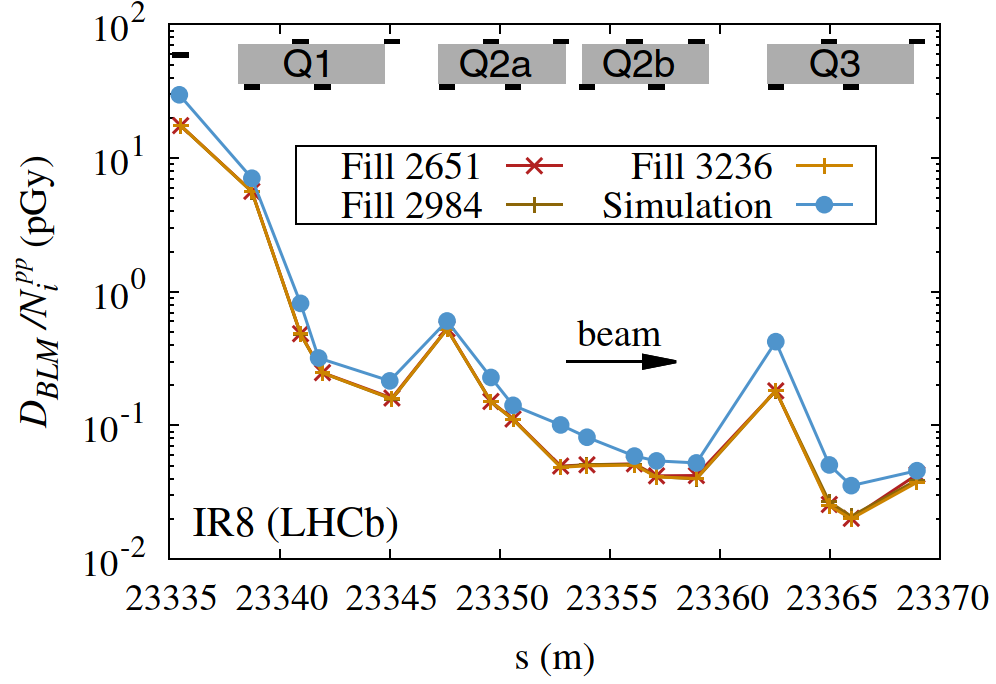 10^2
Q1 Q2a Q2b Q3
10^1
Fill 2651 Fill 3236
Fill 2984 Simulation
10^0
beam
10^-1
IR8 (LHCb)
10^-2
D_BLM /N_i^pp (pGy)
23335 23340 23345 23350 23355 23360 23365 23370
s (m)